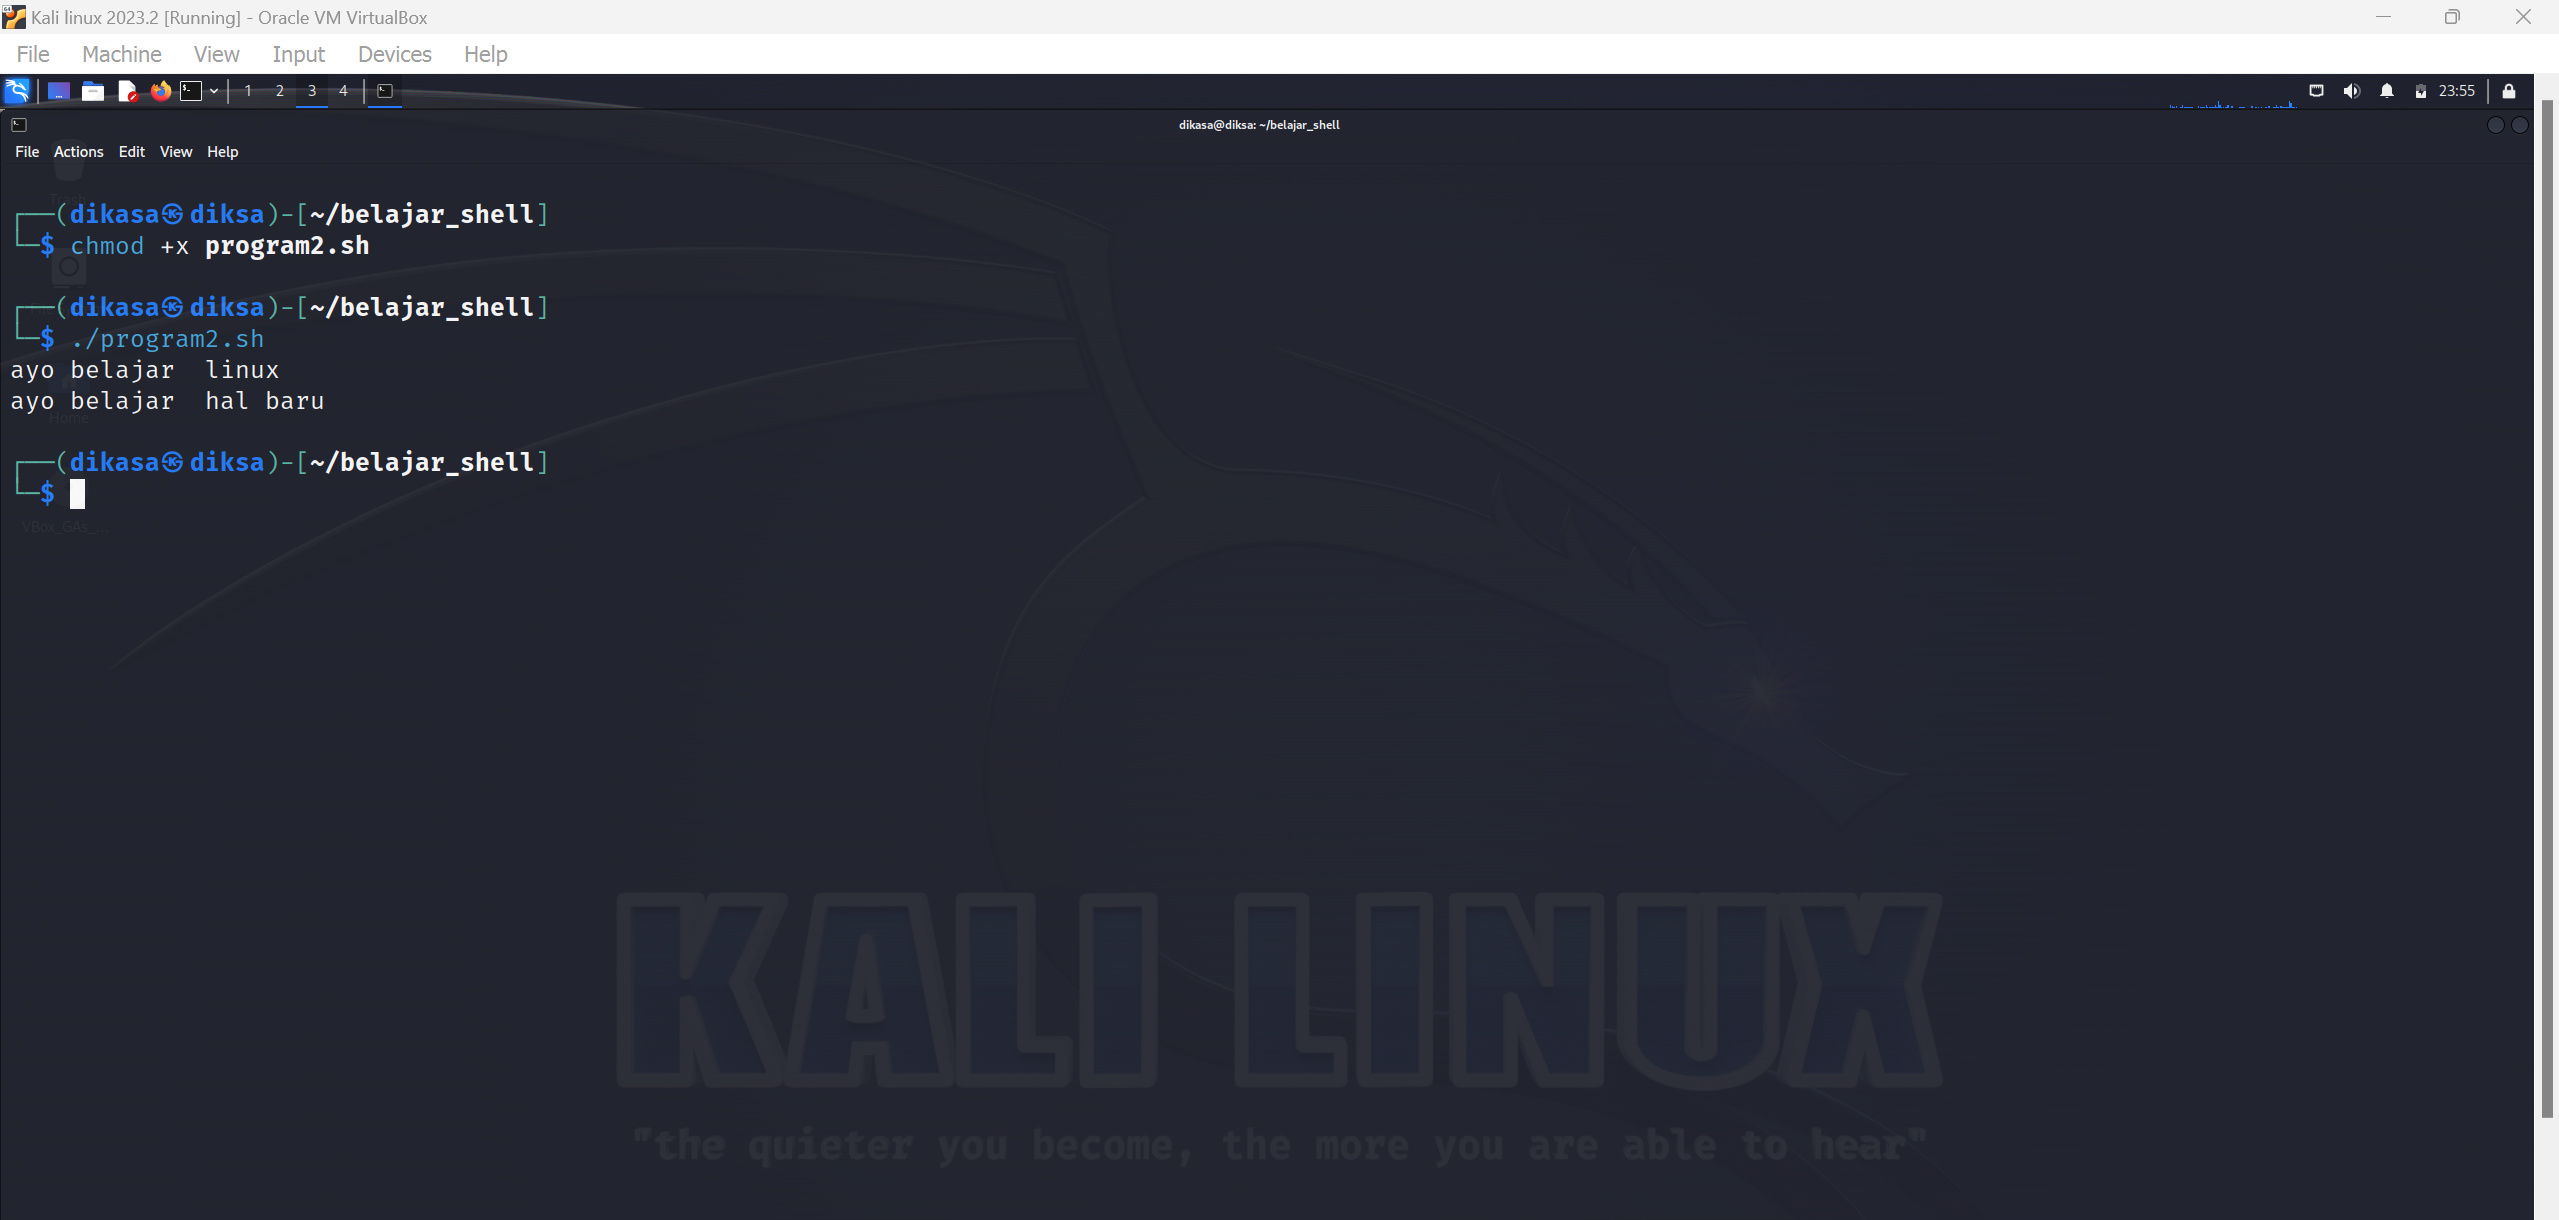 Kali linux 2023.2 [Running] - Oracle VM VirtualBox
File Machine View Input Devices Help
1 2 3 4 23:55
dikasa@diksa: ~/belajar_shell
File Actions Edit View Help
Trash
┌──(dikasa㉿diksa)-[~/belajar_shell]
└─$ chmod +x program2.sh
┌──(dikasa㉿diksa)-[~/belajar_shell]
└─$ ./program2.sh
ayo belajar  linux
ayo belajar  hal baru
Home
┌──(dikasa㉿diksa)-[~/belajar_shell]
└─$
VBox_GAs_...
KALI LINUX
"the quieter you become, the more you are able to hear"